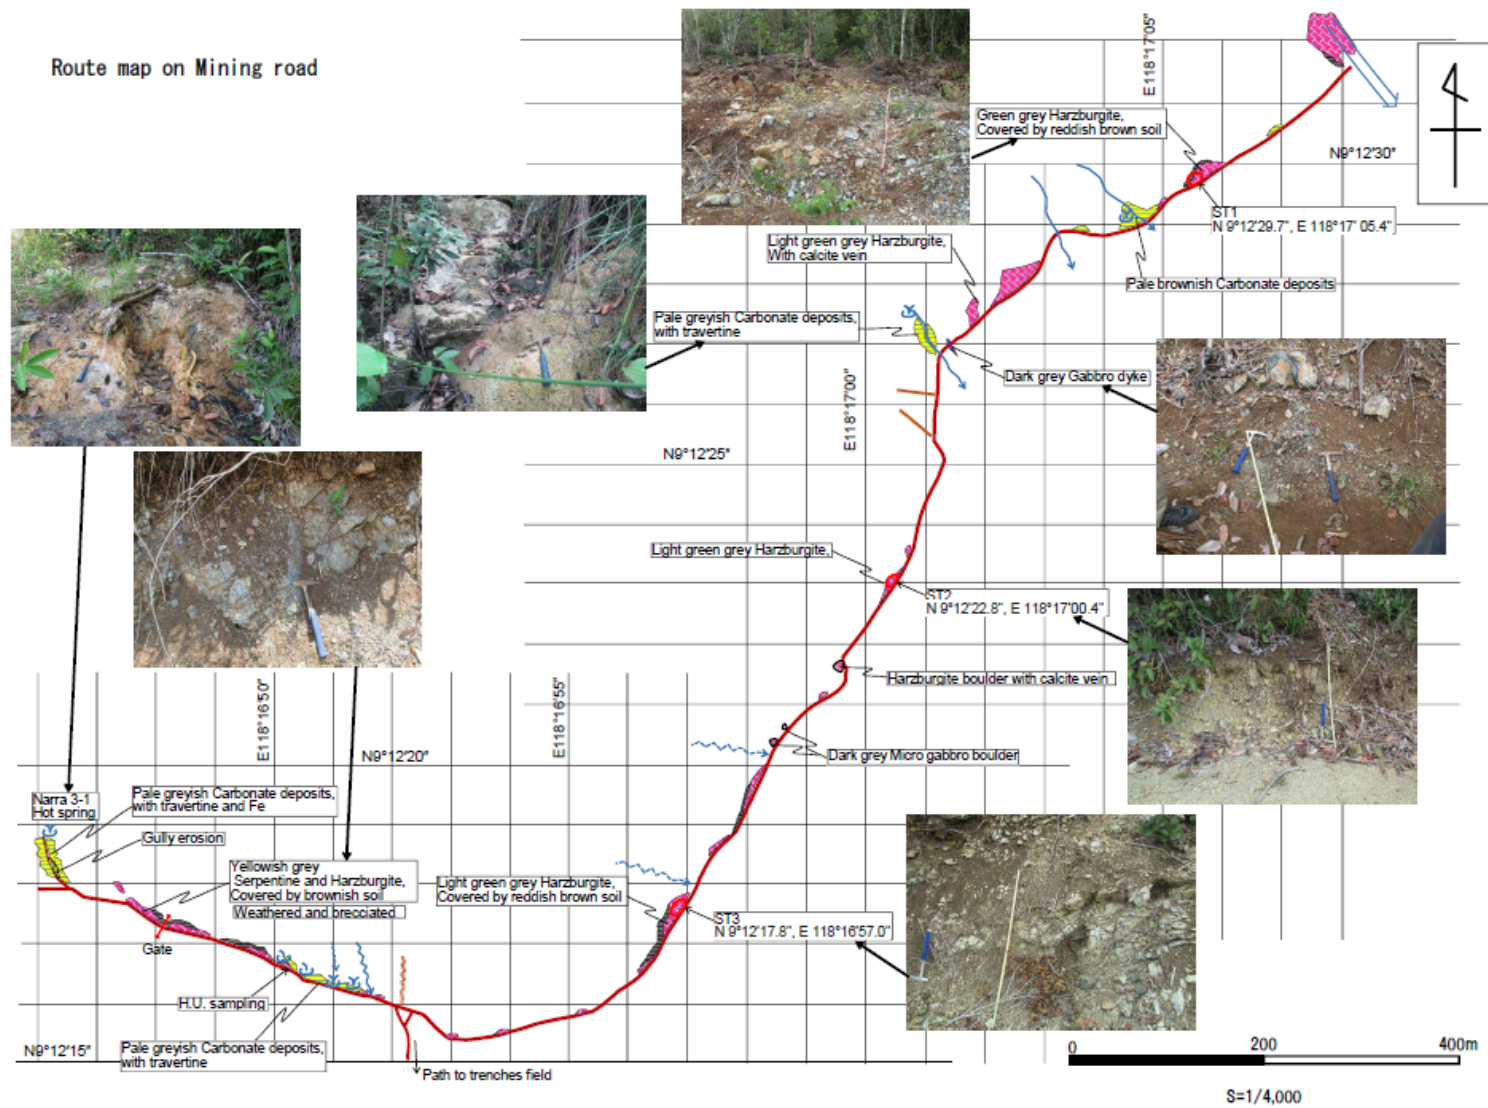 Route map on Mining road
E118°17'05"
Green grey Harzburgite,
Covered by reddish brown soil
N9°12'30"
ST1
N 9°12'29.7", E 118°17' 05.4"
Light green grey Harzburgite,
With calcite vein
Pale brownish Carbonate deposits
Pale greyish Carbonate deposits,
with travertine
Dark grey Gabbro dyke
E118°17'00"
N9°12'25"
Light green grey Harzburgite,
ST2
N 9°12'22.8", E 118°17'00.4"
Harzburgite boulder with calcite vein
E118°16'50"
E118°16'55"
N9°12'20"
Dark grey Micro gabbro boulder
Narra 3-1
Hot spring
Pale greyish Carbonate deposits,
with travertine and Fe
Gully erosion
Yellowish grey
Serpentine and Harzburgite,
Covered by brownish soil
Weathered and brecciated
Light green grey Harzburgite,
Covered by reddish brown soil
ST3
N 9°12'17.8", E 118°16'57.0"
Gate
H.U. sampling
N9°12'15"
Pale greyish Carbonate deposits,
with travertine
Path to trenches field
0 200 400m
S=1/4,000